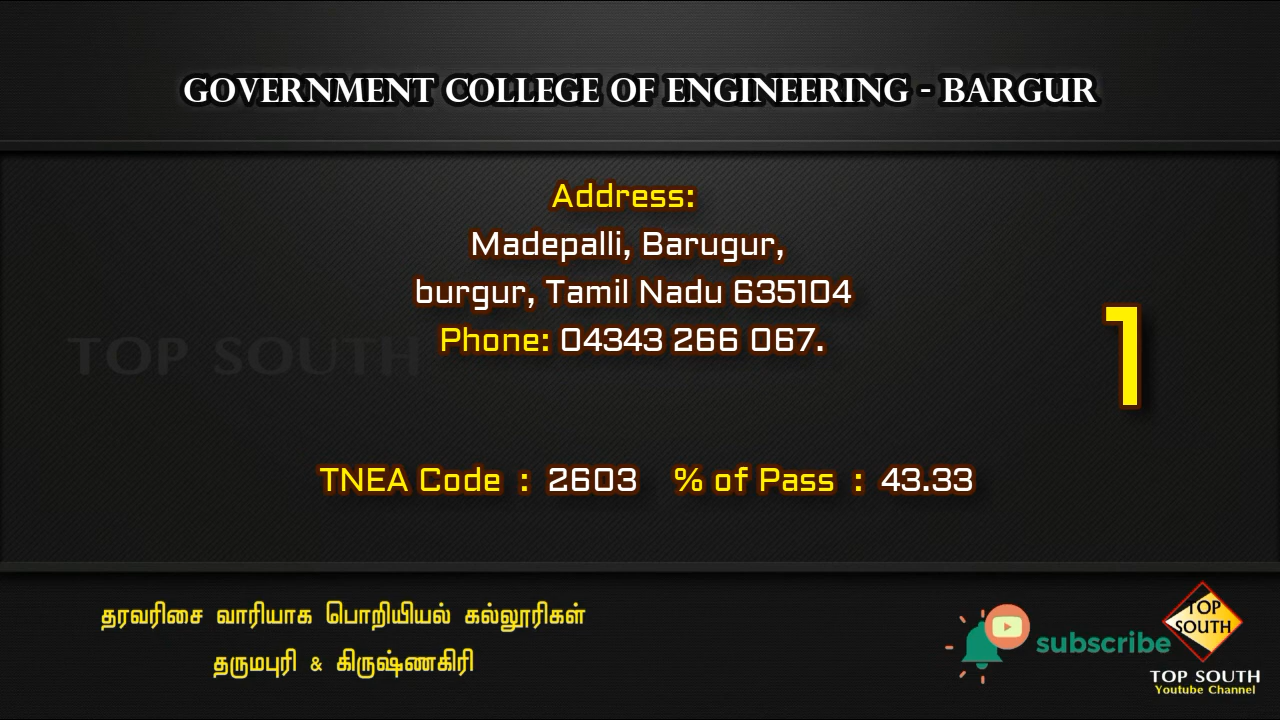 GOVERNMENT COLLEGE OF ENGINEERING - BARGUR
Address:
Madepalli, Barugur,
burgur, Tamil Nadu 635104
Phone: 04343 266 067.
1
TOP SOUTH
TNEA Code : 2603 % of Pass : 43.33
தரவரிசை வாரியாக பொறியியல் கல்லூரிகள்
தருமபுரி & கிருஷ்ணகிரி
subscribe
TOP
SOUTH
TOP SOUTH
Youtube Channel